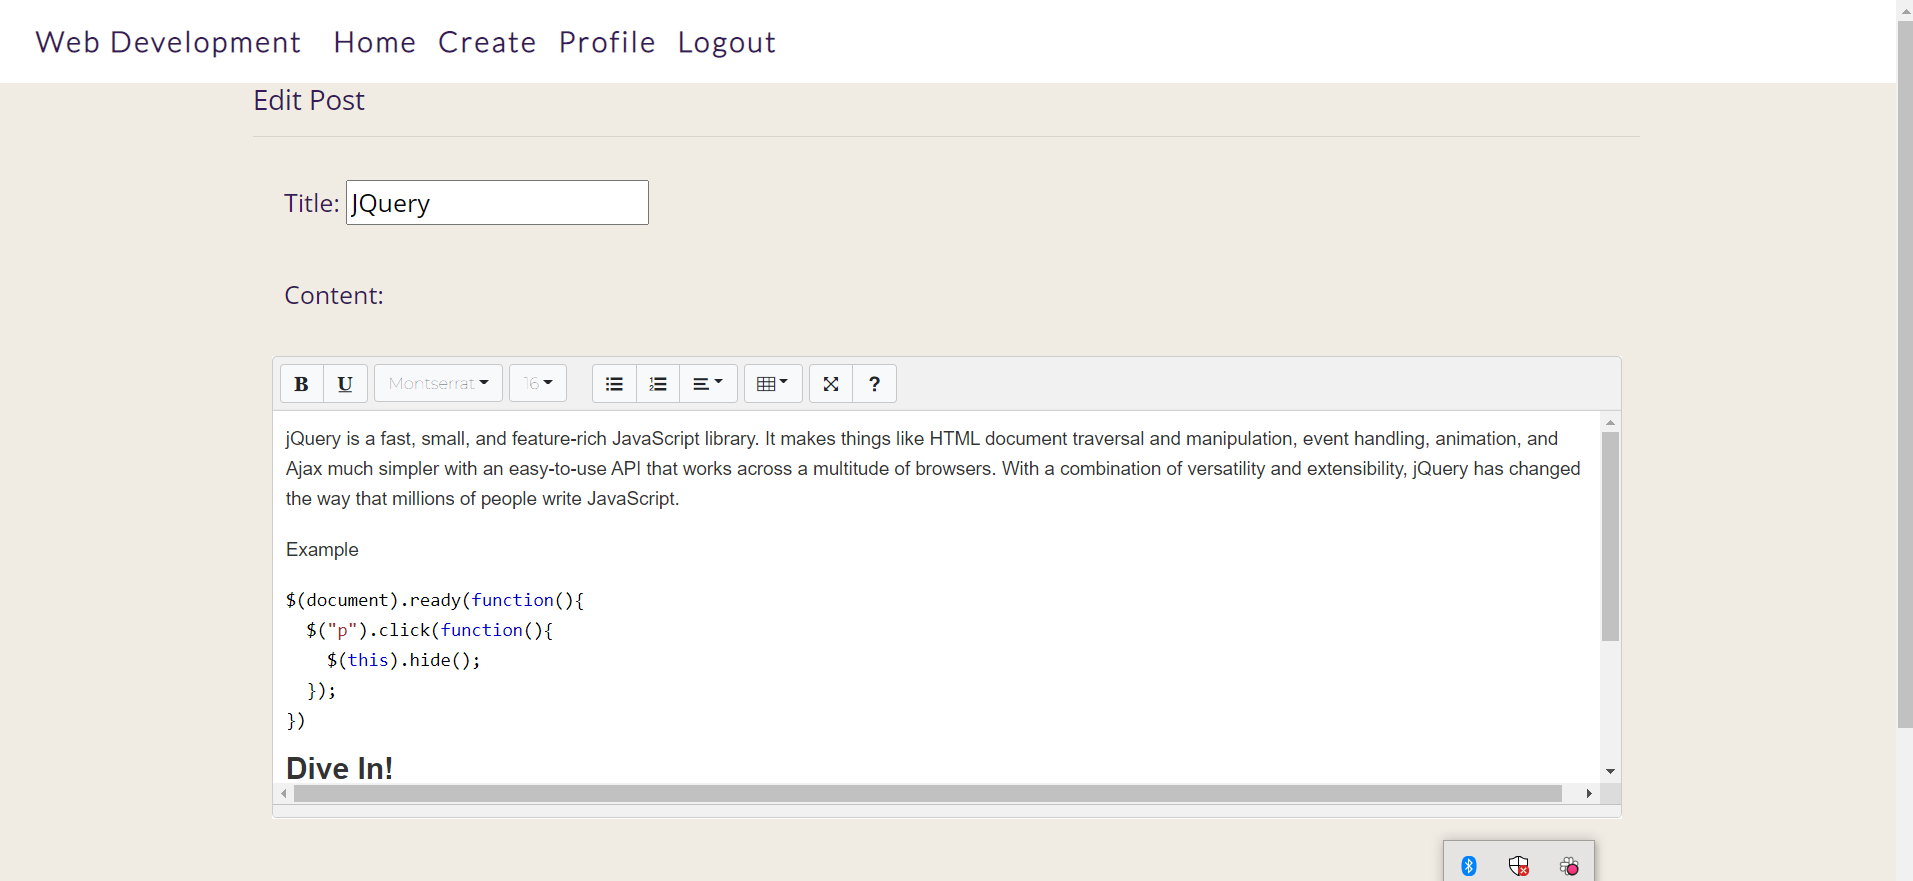 Web Development Home Create Profile Logout
Edit Post
Title: JQuery
Content:
B U Montserrat 16 ?
jQuery is a fast, small, and feature-rich JavaScript library. It makes things like HTML document traversal and manipulation, event handling, animation, and
Ajax much simpler with an easy-to-use API that works across a multitude of browsers. With a combination of versatility and extensibility, jQuery has changed
the way that millions of people write JavaScript.
Example
$(document).ready(function(){
  $("p").click(function(){
    $(this).hide();
  });
})
Dive In!